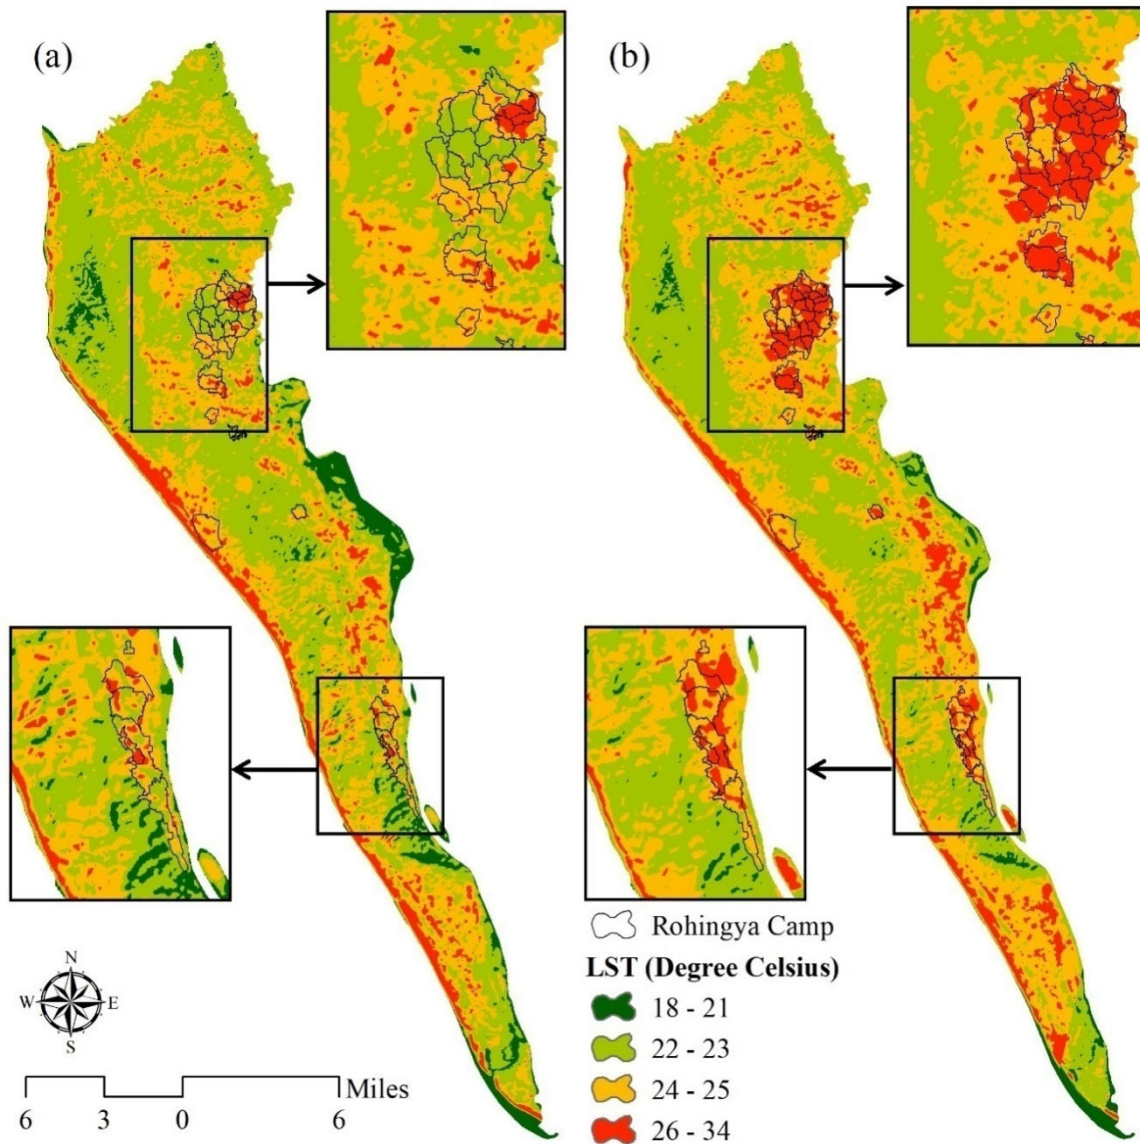 (a)
(b)
Rohingya Camp
LST (Degree Celsius)
18 - 21
22 - 23
24 - 25
26 - 34
N
W E
S
Miles
6 3 0 6